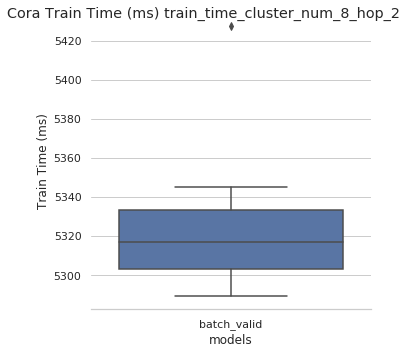 Cora Train Time (ms) train_time_cluster_num_8_hop_2
5420
5400
5380
5360
5340
5320
5300
Train Time (ms)
batch_valid
models